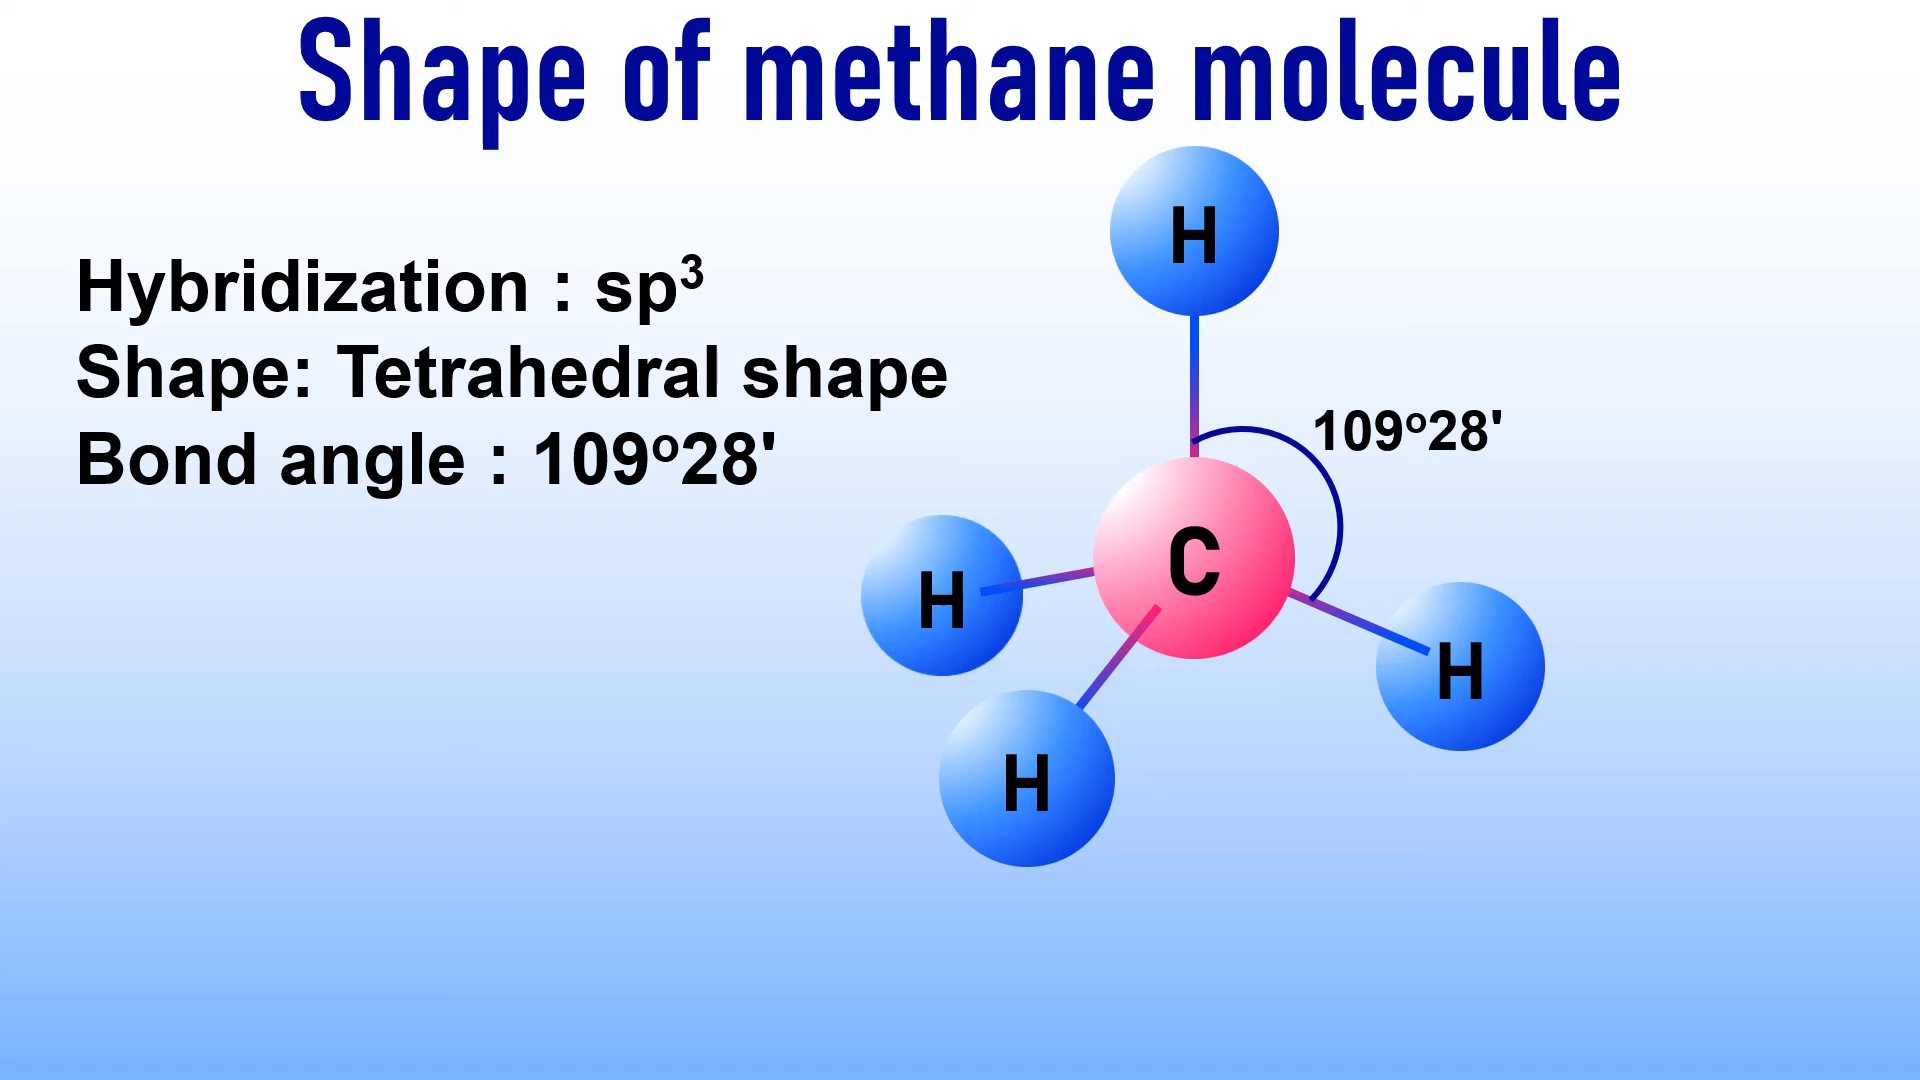 Shape of methane molecule
Hybridization : sp³
Shape: Tetrahedral shape
Bond angle : 109º28'
H
109º28'
C
H
H
H